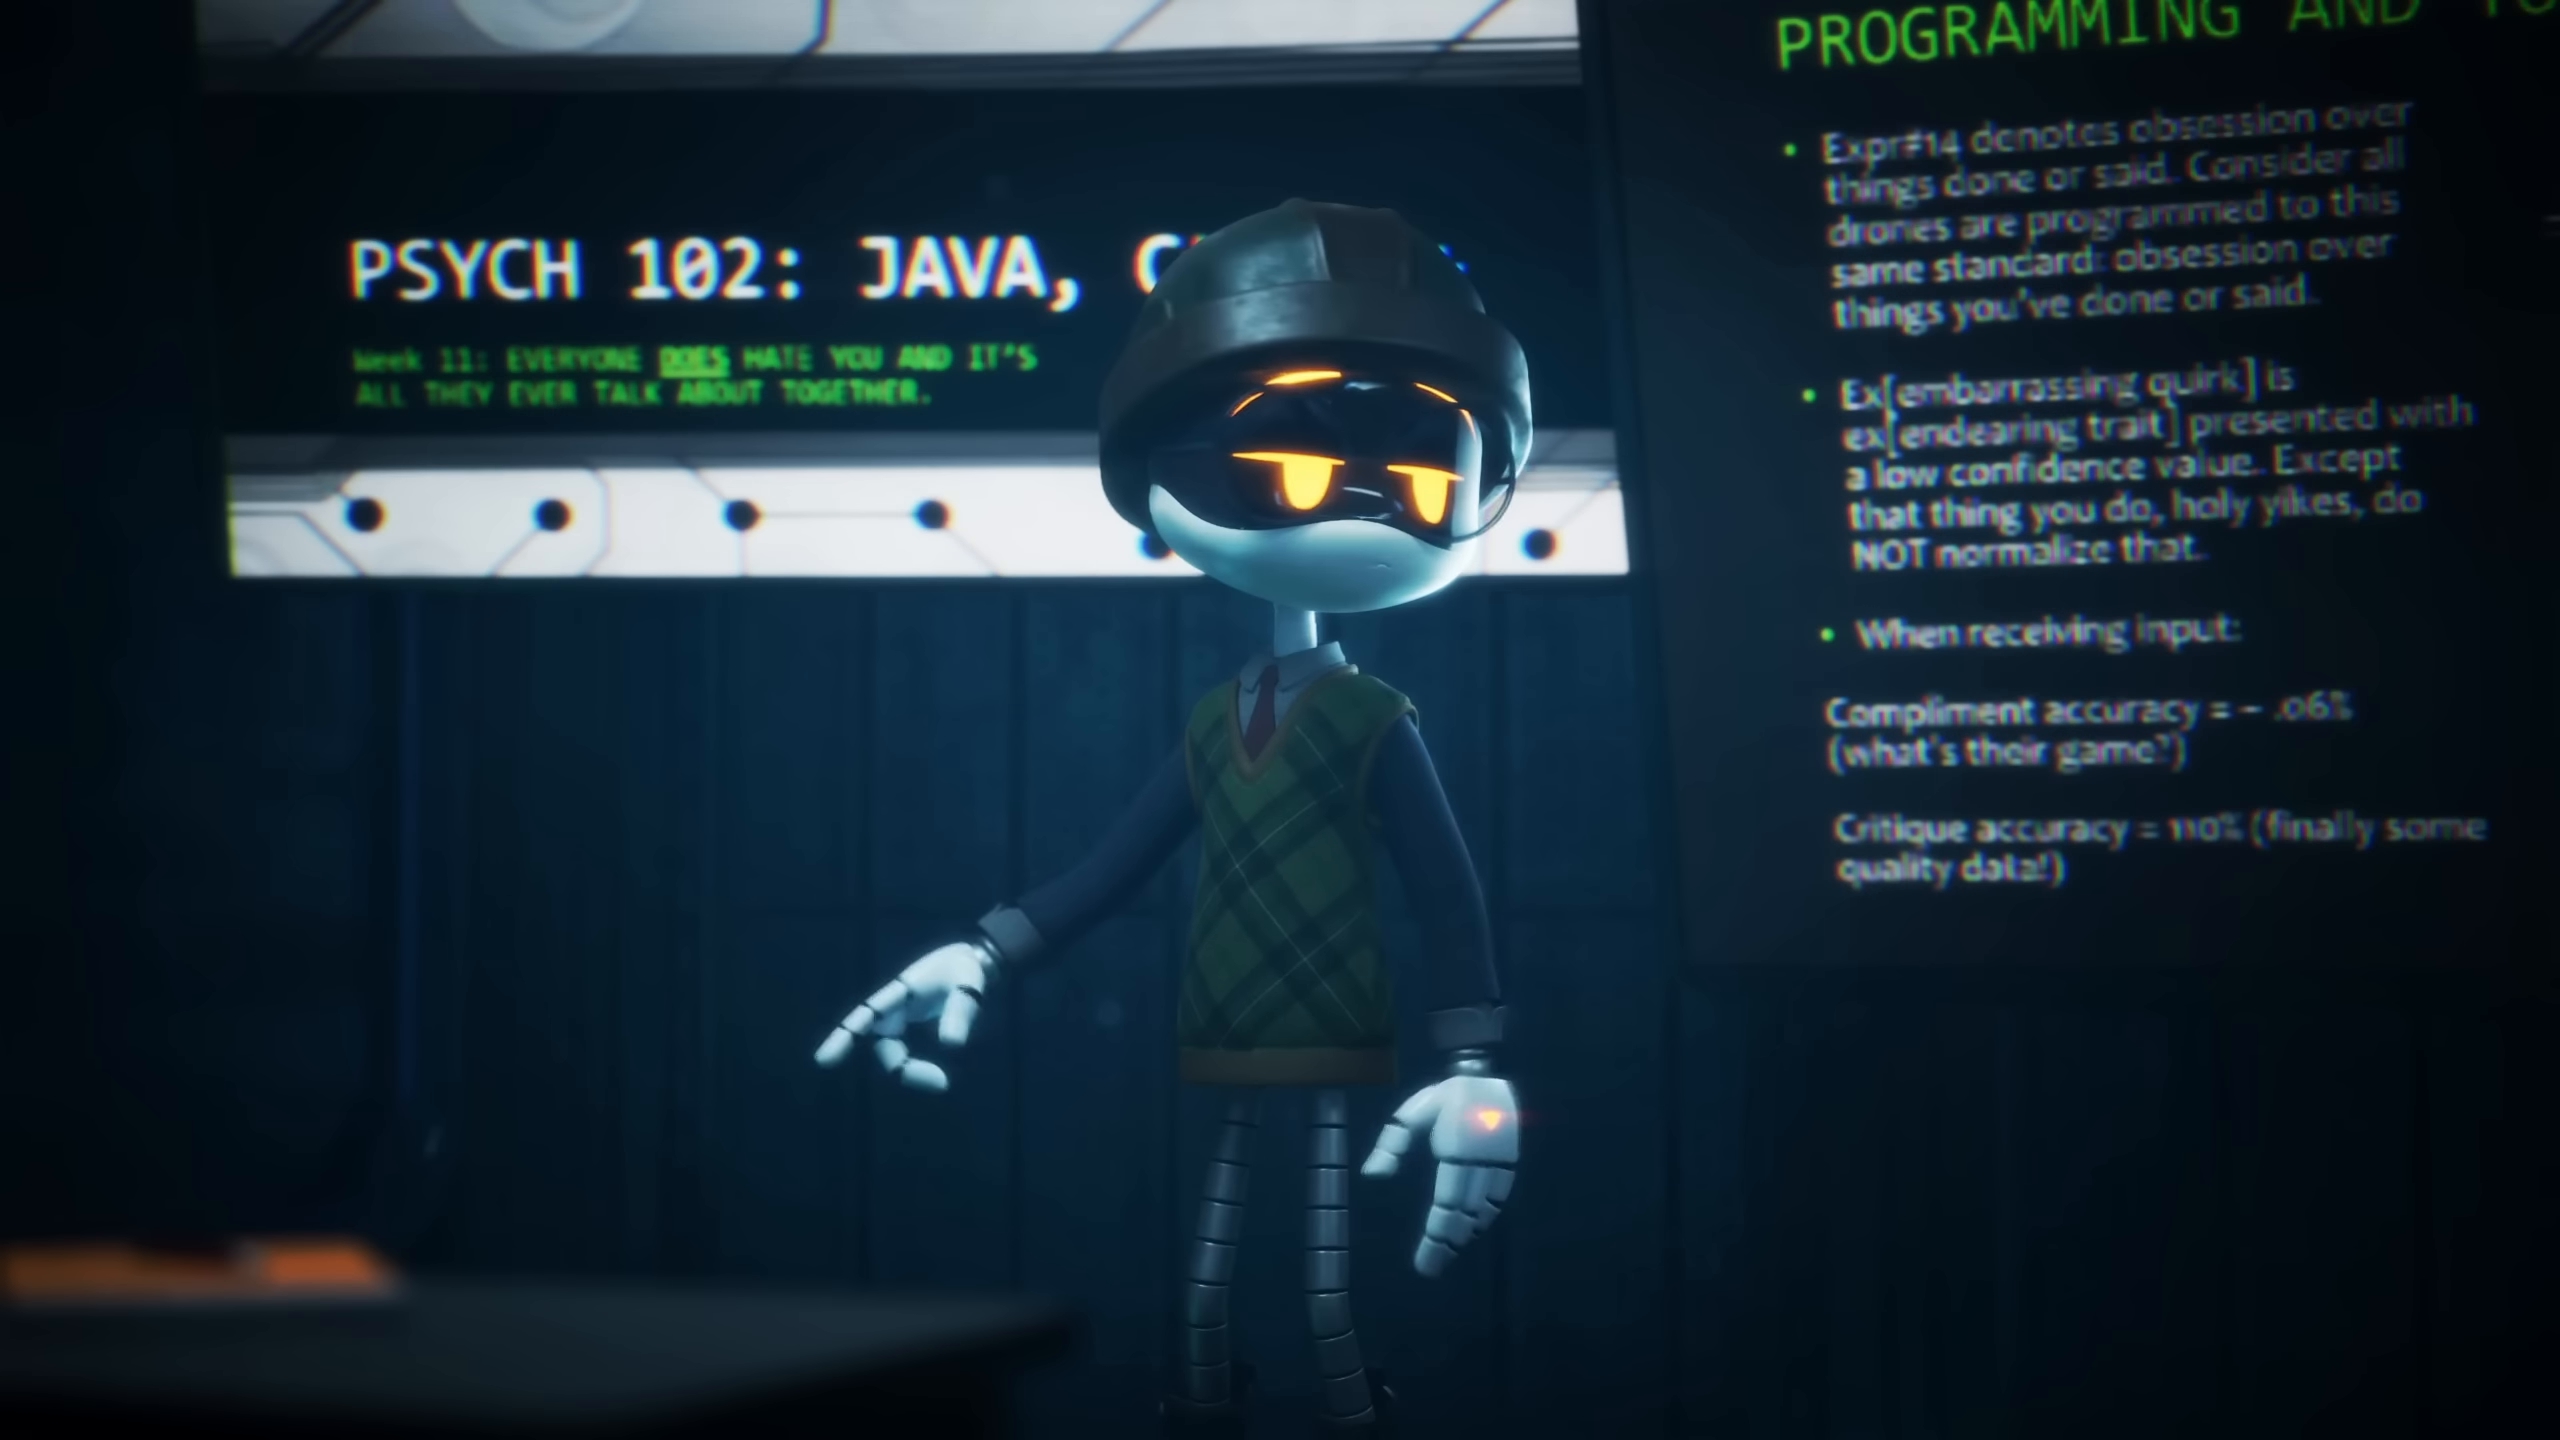 PSYCH 102: JAVA,
Week 11: EVERYONE DOES HATE YOU AND IT'S
ALL THEY EVER TALK ABOUT TOGETHER.
PROGRAMMING AND
Expr#14 denotes obsession over
things done or said. Consider all
drones are programmed to this
same standard: obsession over
things you've done or said.
Ex[embarrassing quirk] is
ex[endearing trait] presented with
a low confidence value. Except
that thing you do, holy yikes, do
NOT normalize that.
When receiving input:
Compliment accuracy = - .06%
(what's their game?)
Critique accuracy = 110% (finally some
quality data!)